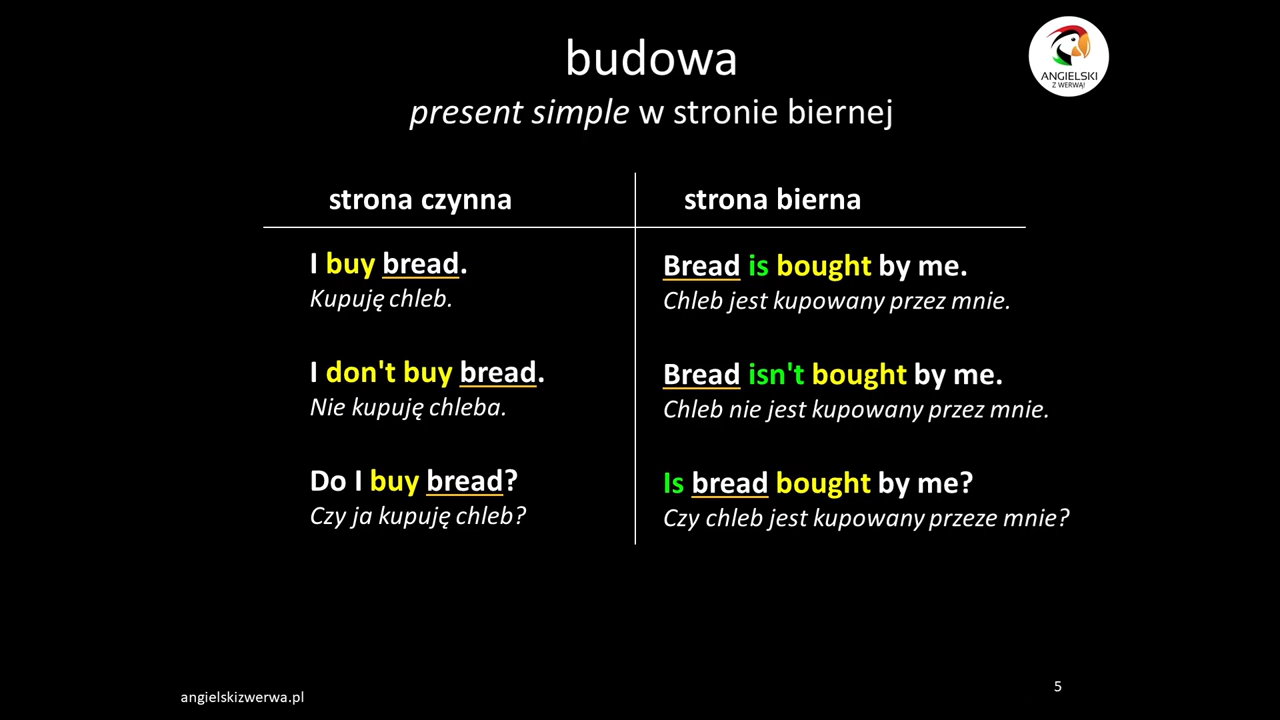 budowa
ANGIELSKI
Z WERWĄ!
present simple w stronie biernej
strona czynna
strona bierna
I buy bread.
Kupuję chleb.
Bread is bought by me.
Chleb jest kupowany przez mnie.
I don't buy bread.
Nie kupuję chleba.
Bread isn't bought by me.
Chleb nie jest kupowany przez mnie.
Do I buy bread?
Czy ja kupuję chleb?
Is bread bought by me?
Czy chleb jest kupowany przeze mnie?
angielskizwerwa.pl
5